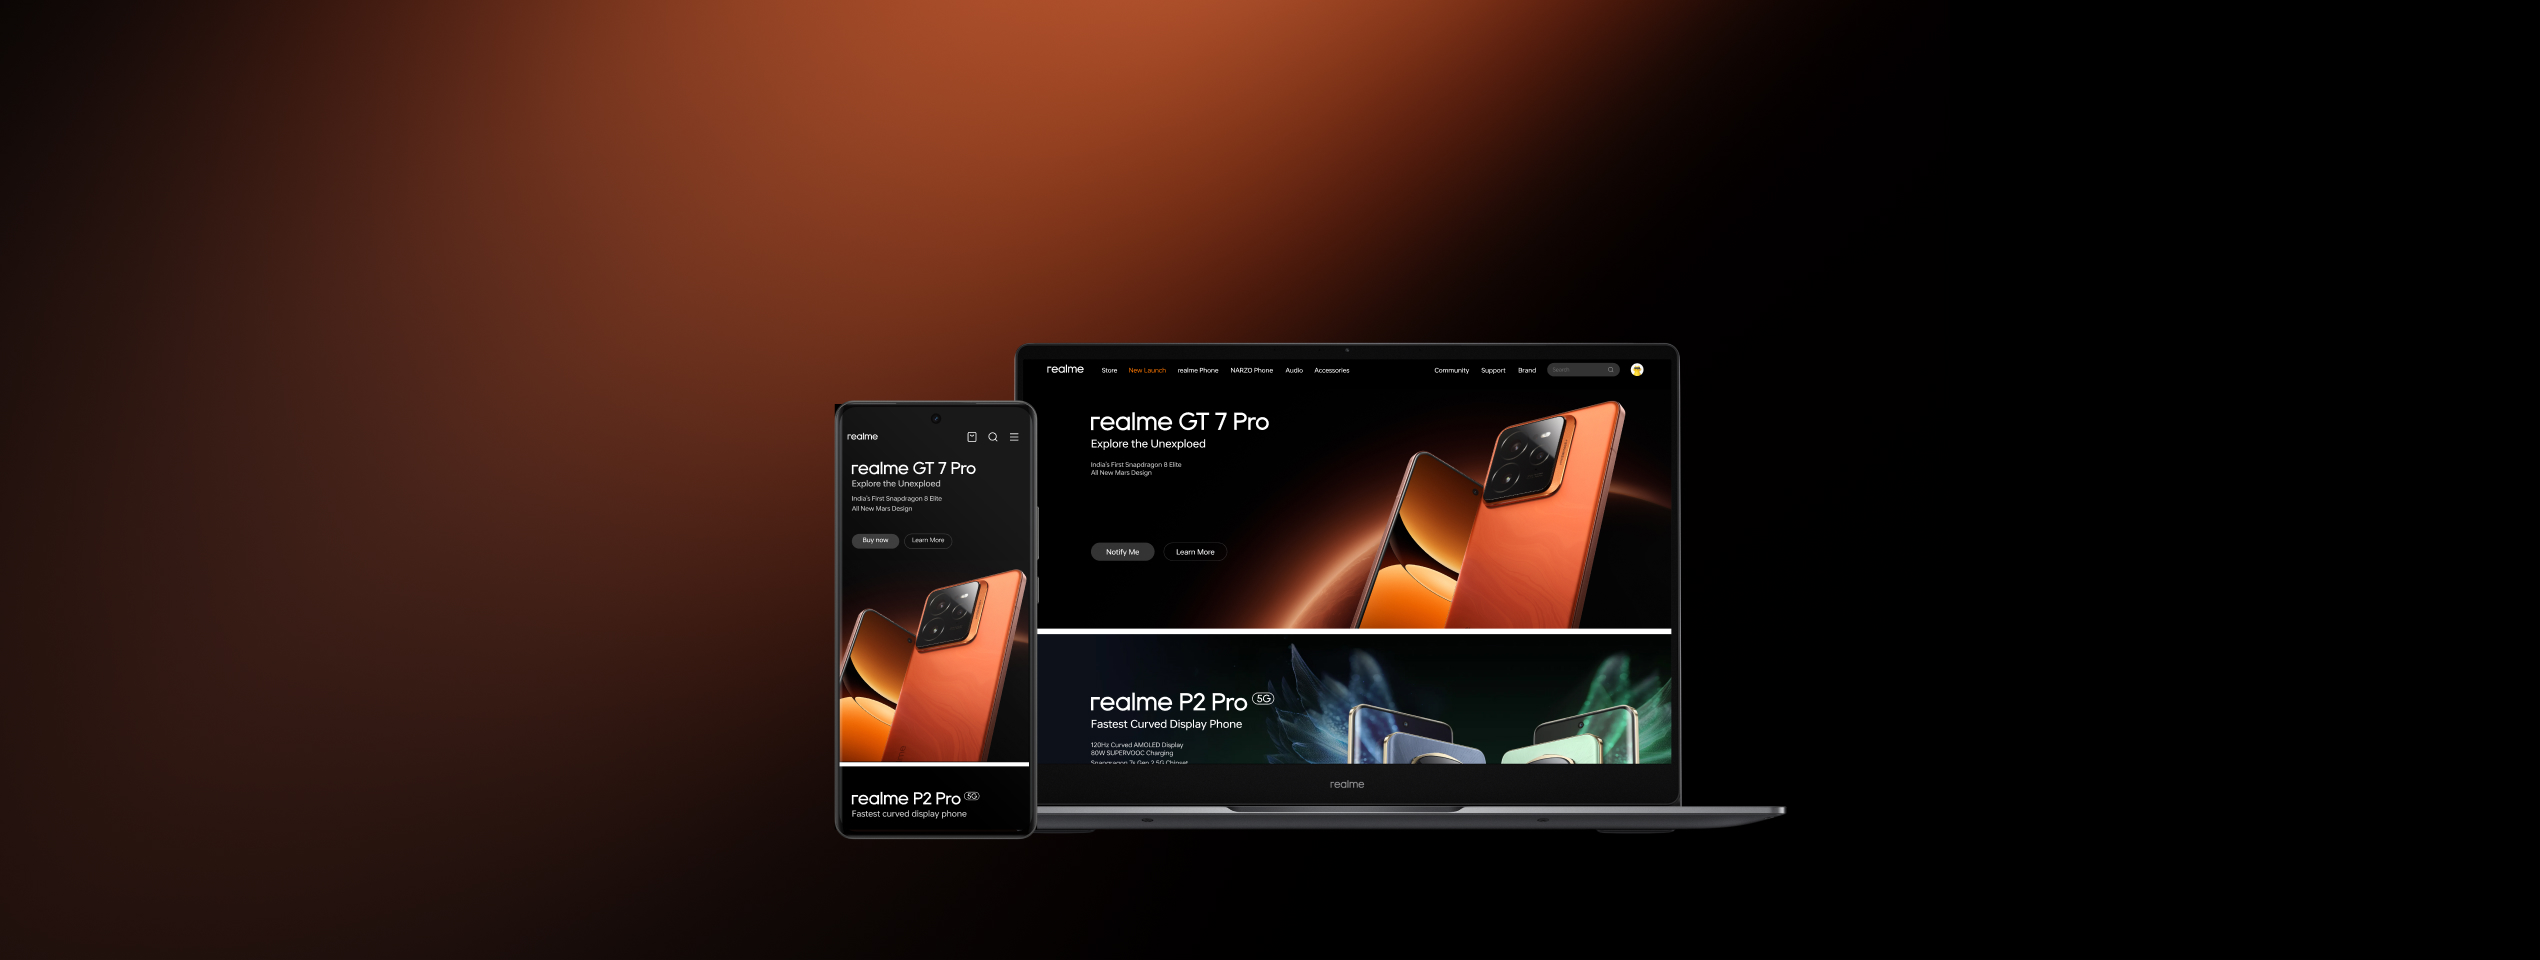 realme
realme GT 7 Pro
Explore the Unexploed
India's First Snapdragon 8 Elite
All New Mars Design
Buy now Learn More
realme P2 Pro 5G
Fastest curved display phone
realme Store New Launch realme Phone NARZO Phone Audio Accessories Community Support Brand Search
realme GT 7 Pro
Explore the Unexploed
India's First Snapdragon 8 Elite
All New Mars Design
Notify Me Learn More
realme P2 Pro 5G
Fastest Curved Display Phone
120Hz Curved AMOLED Display
80W SUPERVOOC Charging
realme